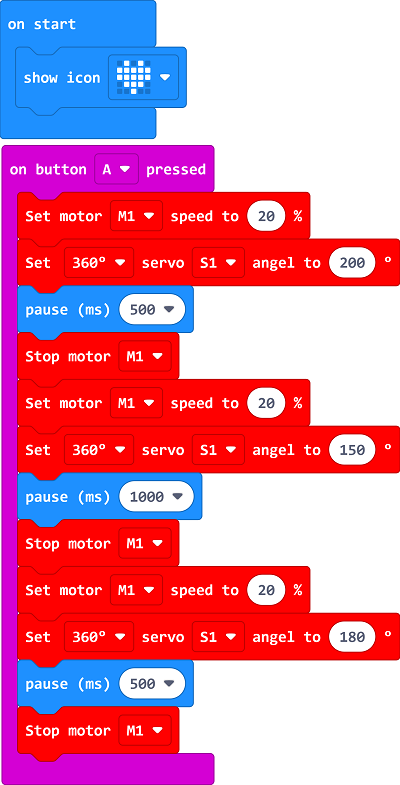 on start
show icon
on button A pressed
Set motor M1 speed to 20 %
Set 360° servo S1 angel to 200 °
pause (ms) 500
Stop motor M1
Set motor M1 speed to 20 %
Set 360° servo S1 angel to 150 °
pause (ms) 1000
Stop motor M1
Set motor M1 speed to 20 %
Set 360° servo S1 angel to 180 °
pause (ms) 500
Stop motor M1